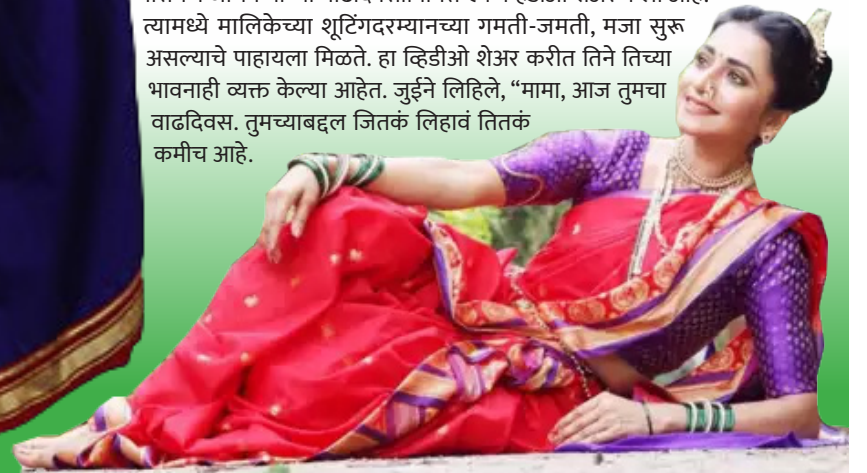 त्यामध्ये मालिकेच्या शूटिंगदरम्यानच्या गमती-जमती, मजा सुरू
असल्याचे पाहायला मिळते. हा व्हिडीओ शेअर करीत तिने तिच्या
भावनाही व्यक्त केल्या आहेत. जुईने लिहिले, “मामा, आज तुमचा
वाढदिवस. तुमच्याबद्दल जितकं लिहावं तितकं
कमीच आहे.